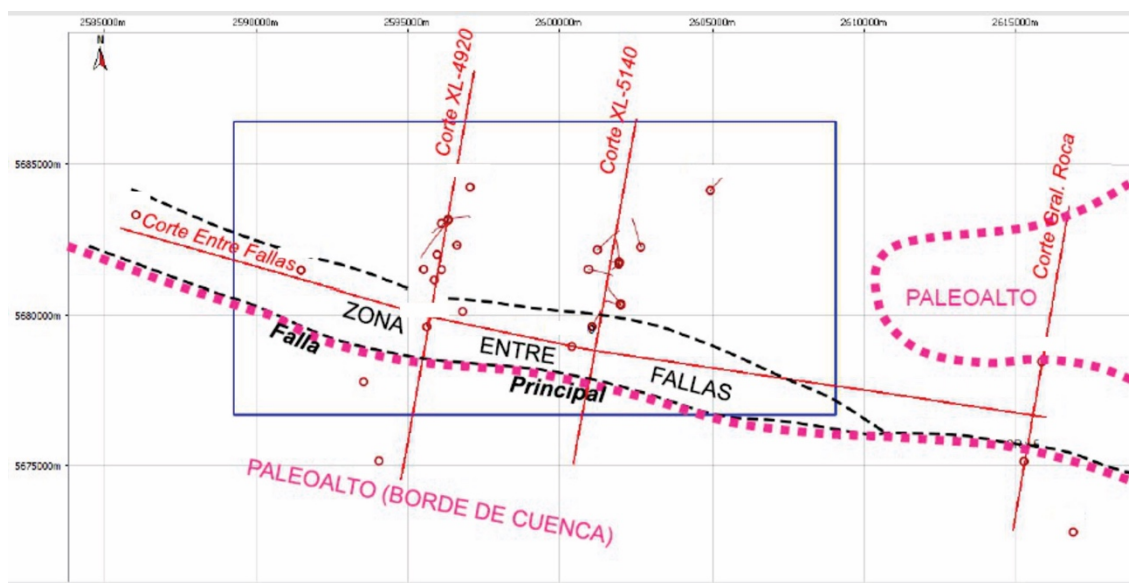 2585000m
2590000m
2595000m
2600000m
2605000m
2610000m
2615000m
N
Corte XL-4920
Corte XL-5140
5685000m
Corte Gral. Roca
Corte Entre Fallas
PALEOALTO
5680000m
ZONA
ENTRE
FALLAS
Falla
Principal
5675000m
PALEOALTO (BORDE DE CUENCA)